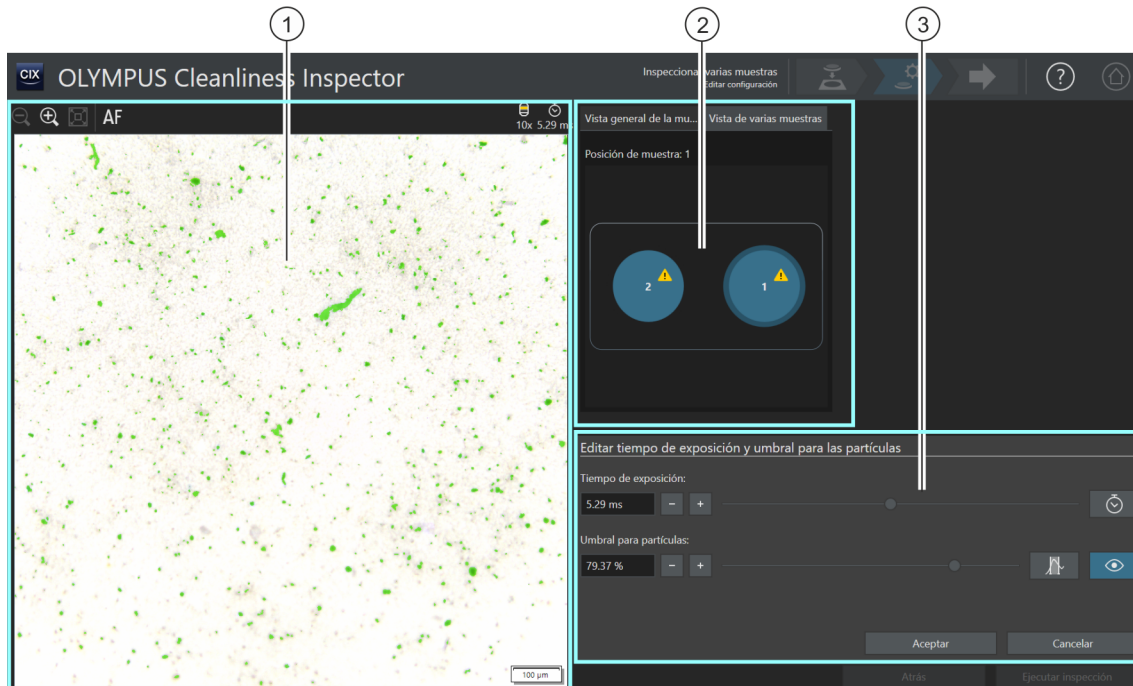 1
2
3
CIX
OLYMPUS Cleanliness Inspector
Inspeccionar varias muestras
Editar configuración
?
AF
10x 5.29 ms
Vista general de la mu... Vista de varias muestras
Posición de muestra: 1
2
1
Editar tiempo de exposición y umbral para las partículas
Tiempo de exposición:
5.29 ms - +
Umbral para partículas:
79.37 % - +
Aceptar Cancelar
100 µm
Atrás Ejecutar inspección